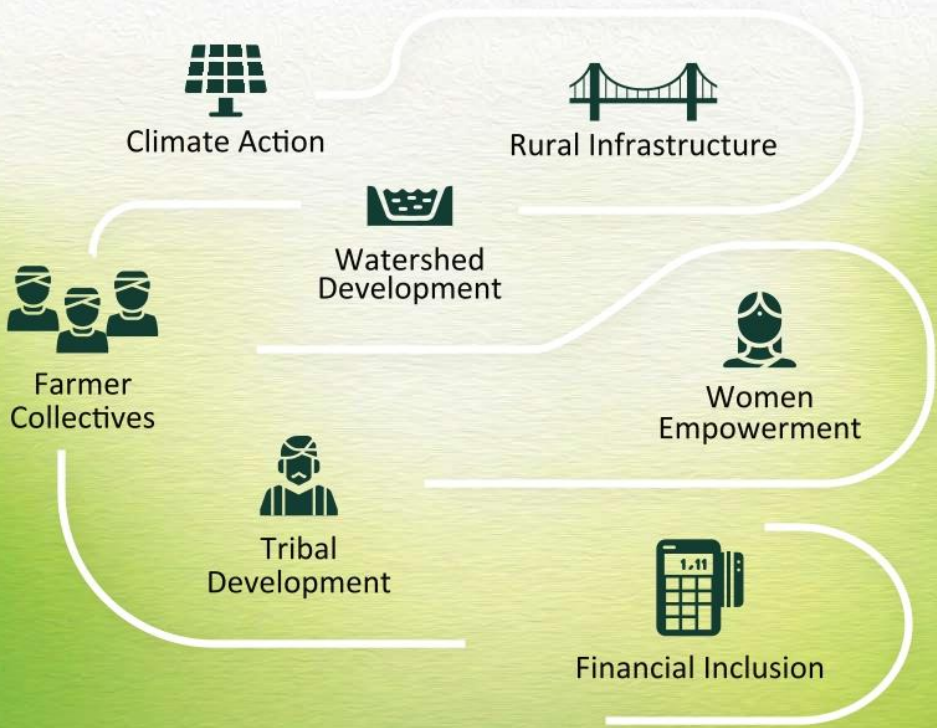 Climate Action
Rural Infrastructure
Watershed
Development
Farmer
Collectives
Women
Empowerment
Tribal
Development
1.11
Financial Inclusion